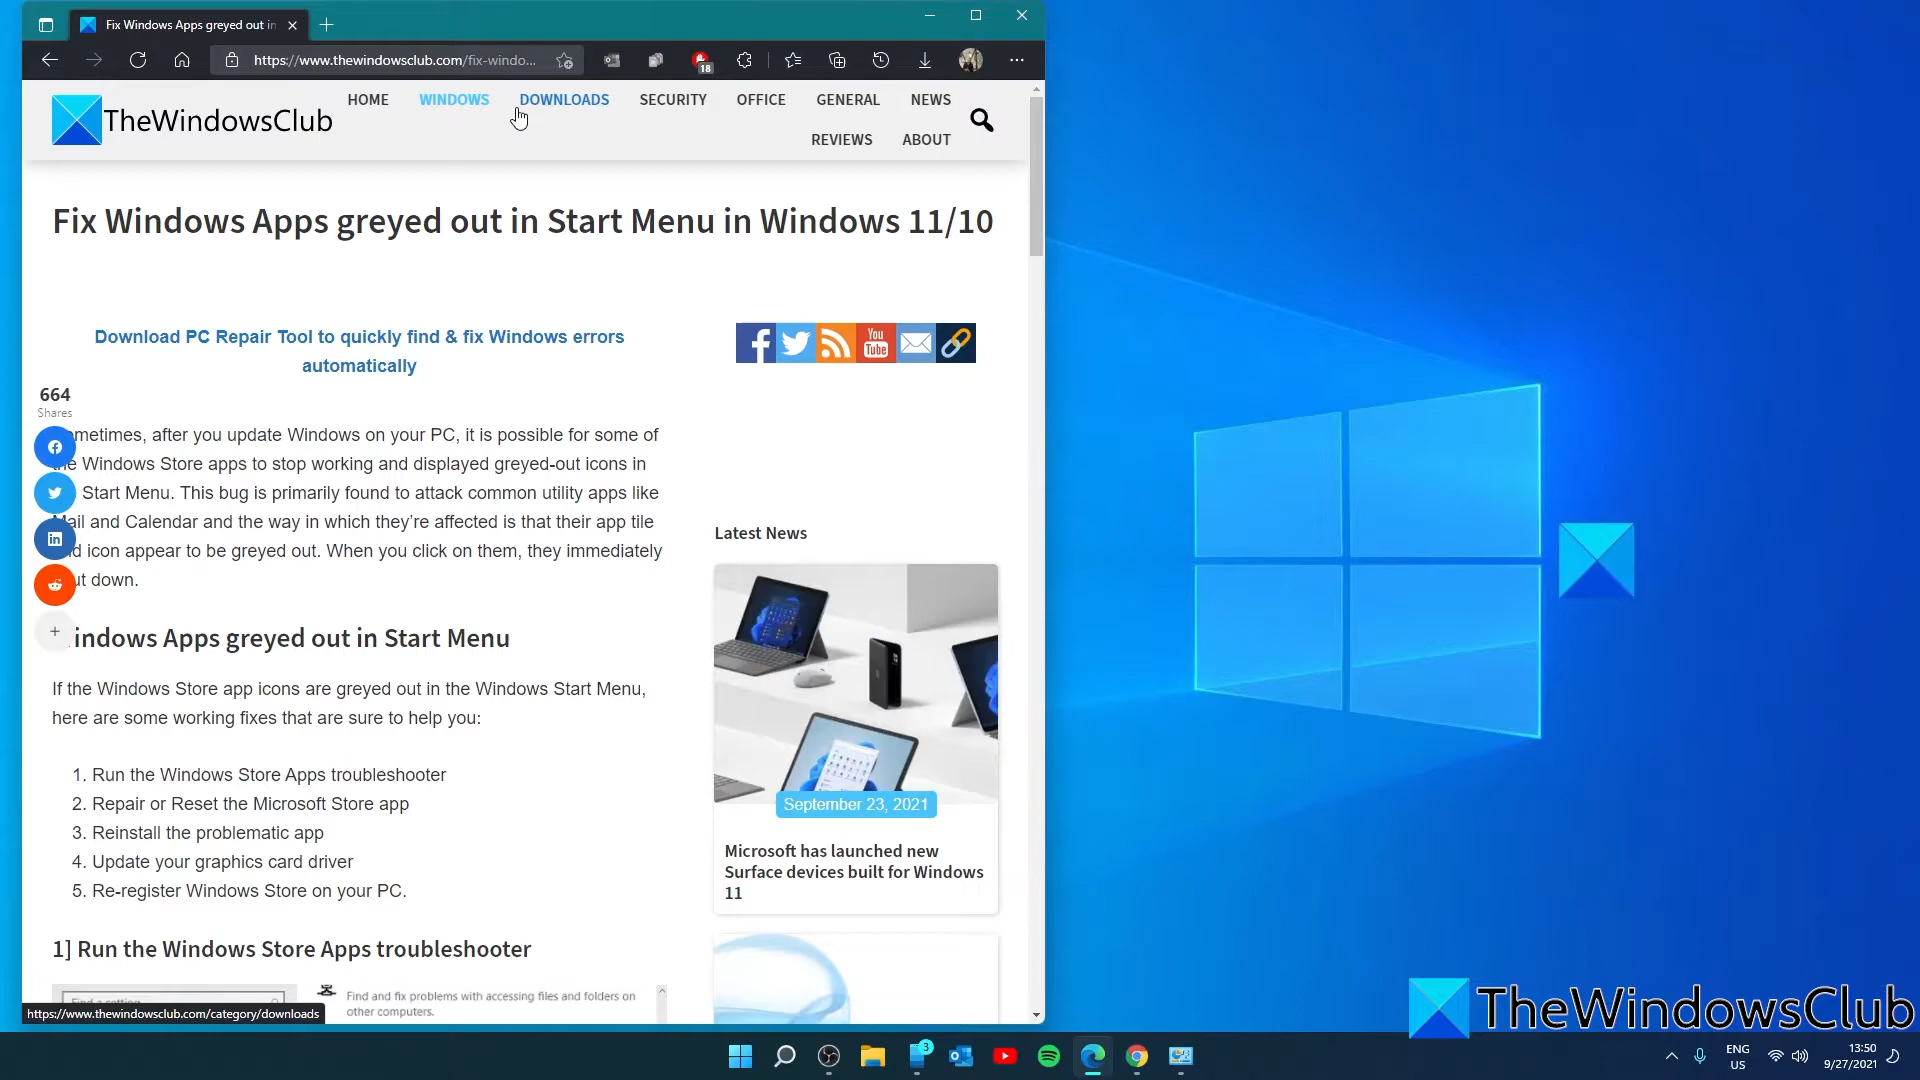 Fix Windows Apps greyed out in
https://www.thewindowsclub.com/fix-windo...
18
TheWindowsClub
HOME
WINDOWS
DOWNLOADS
SECURITY
OFFICE
GENERAL
NEWS
REVIEWS
ABOUT
Fix Windows Apps greyed out in Start Menu in Windows 11/10
Download PC Repair Tool to quickly find & fix Windows errors
automatically
You
Tube
664
Shares
ometimes, after you update Windows on your PC, it is possible for some of
the Windows Store apps to stop working and displayed greyed-out icons in
Start Menu. This bug is primarily found to attack common utility apps like
Mail and Calendar and the way in which they're affected is that their app tile
d icon appear to be greyed out. When you click on them, they immediately
ut down.
indows Apps greyed out in Start Menu
If the Windows Store app icons are greyed out in the Windows Start Menu,
here are some working fixes that are sure to help you:
1. Run the Windows Store Apps troubleshooter
2. Repair or Reset the Microsoft Store app
3. Reinstall the problematic app
4. Update your graphics card driver
5. Re-register Windows Store on your PC.
1] Run the Windows Store Apps troubleshooter
Find a setting
Find and fix problems with accessing files and folders on
other computers.
Latest News
September 23, 2021
Microsoft has launched new
Surface devices built for Windows
11
https://www.thewindowsclub.com/category/downloads
TheWindowsClub
3
ENG
US
13:50
9/27/2021